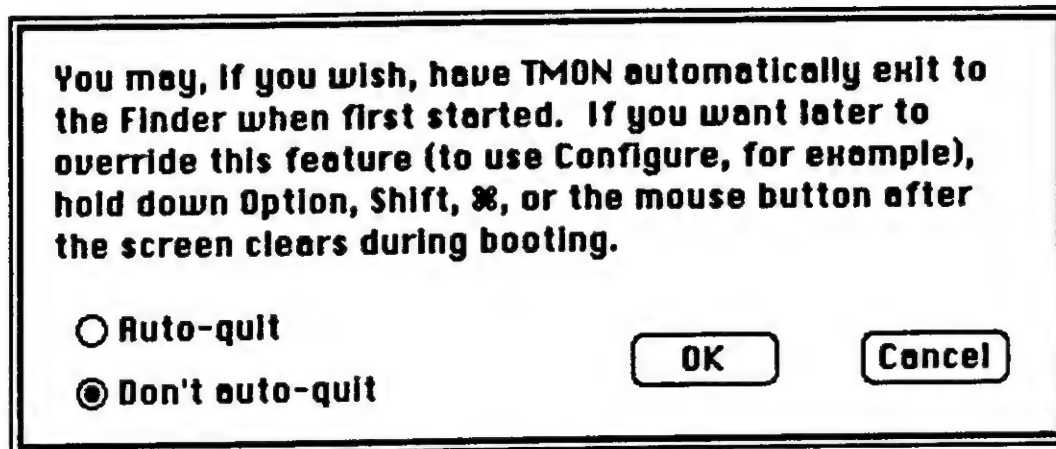 You may, if you wish, have TMON automatically exit to
the Finder when first started.  If you want later to
override this feature (to use Configure, for example),
hold down Option, Shift, ⌘, or the mouse button after
the screen clears during booting.
Auto-quit
OK
Cancel
Don't auto-quit